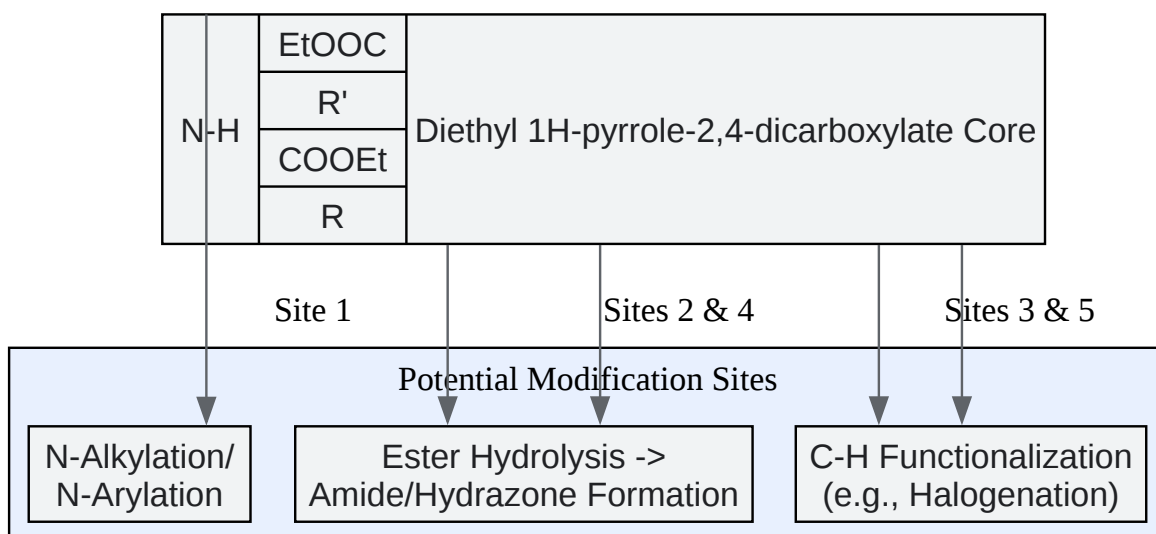 N-H
EtOOC
R'
COOEt
R
Diethyl 1H-pyrrole-2,4-dicarboxylate Core
Site 1
Sites 2 & 4
Sites 3 & 5
Potential Modification Sites
N-Alkylation/
N-Arylation
Ester Hydrolysis ->
Amide/Hydrazone Formation
C-H Functionalization
(e.g., Halogenation)